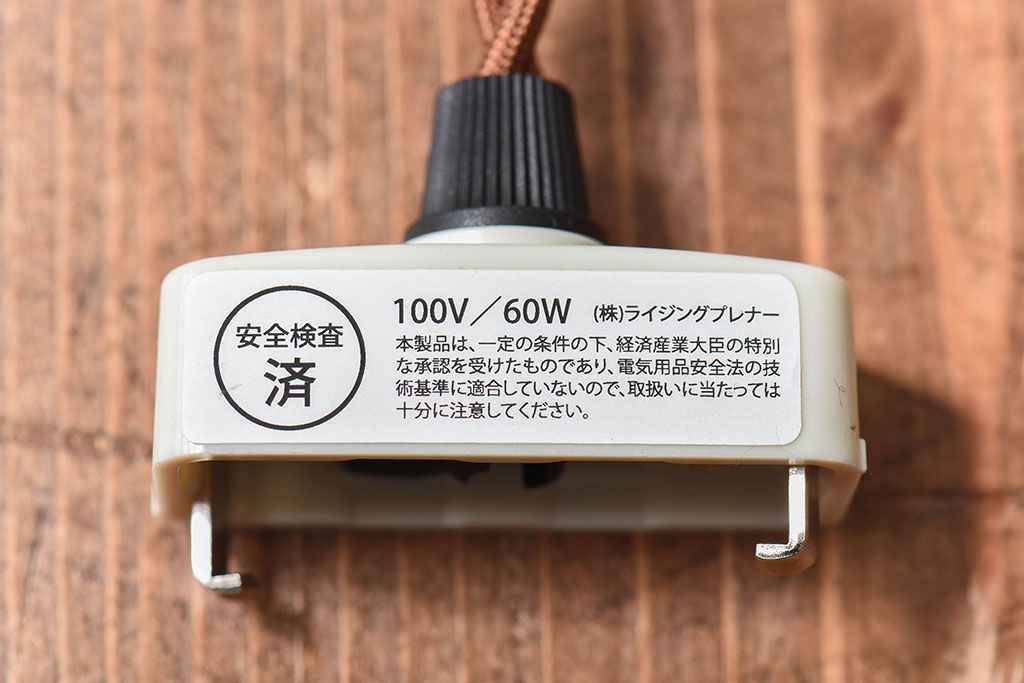 安全検査
済
100V／60W (株)ライジングプレナー
本製品は、一定の条件の下、経済産業大臣の特別
な承認を受けたものであり、電気用品安全法の技
術基準に適合していないので、取扱いに当たっては
十分に注意してください。